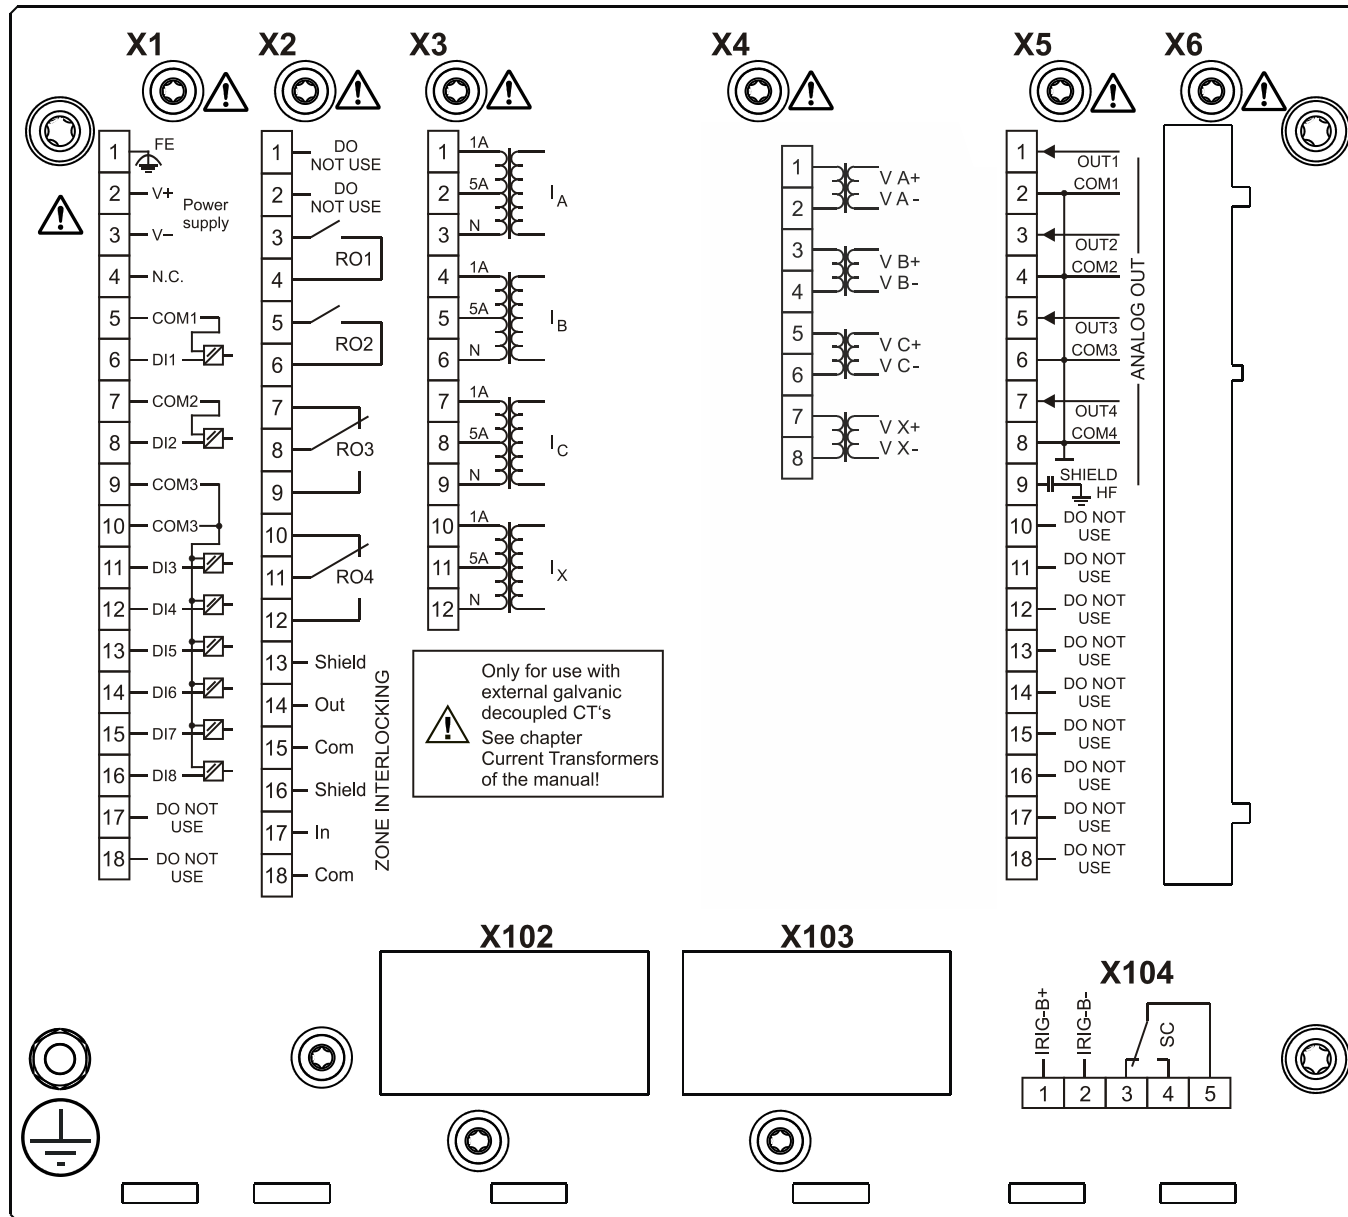 X1
X2
X3
X4
X5
X6
1
FE
2
V+
Power
supply
3
V–
4
N.C.
5
COM1
6
DI1
7
COM2
8
DI2
9
COM3
10
COM3
11
DI3
12
DI4
13
DI5
14
DI6
15
DI7
16
DI8
17
DO NOT
USE
18
DO NOT
USE
1
DO
NOT USE
2
DO
NOT USE
3
RO1
4
5
RO2
6
7
8
RO3
9
10
11
RO4
12
13
Shield
14
Out
15
Com
16
Shield
17
In
18
Com
ZONE INTERLOCKING
1
1A
2
5A
IA
3
N
4
1A
5
5A
IB
6
N
7
1A
8
5A
IC
9
N
10
1A
11
5A
IX
12
N
Only for use with
external galvanic
decoupled CT's
See chapter
Current Transformers
of the manual!
1
V A+
2
V A-
3
V B+
4
V B-
5
V C+
6
V C-
7
V X+
8
V X-
1
OUT1
2
COM1
3
OUT2
4
COM2
5
OUT3
6
COM3
7
OUT4
8
COM4
ANALOG OUT
9
SHIELD
HF
10
DO NOT
USE
11
DO NOT
USE
12
DO NOT
USE
13
DO NOT
USE
14
DO NOT
USE
15
DO NOT
USE
16
DO NOT
USE
17
DO NOT
USE
18
DO NOT
USE
X102
X103
X104
IRIG-B+
IRIG-B-
SC
1 2 3 4 5